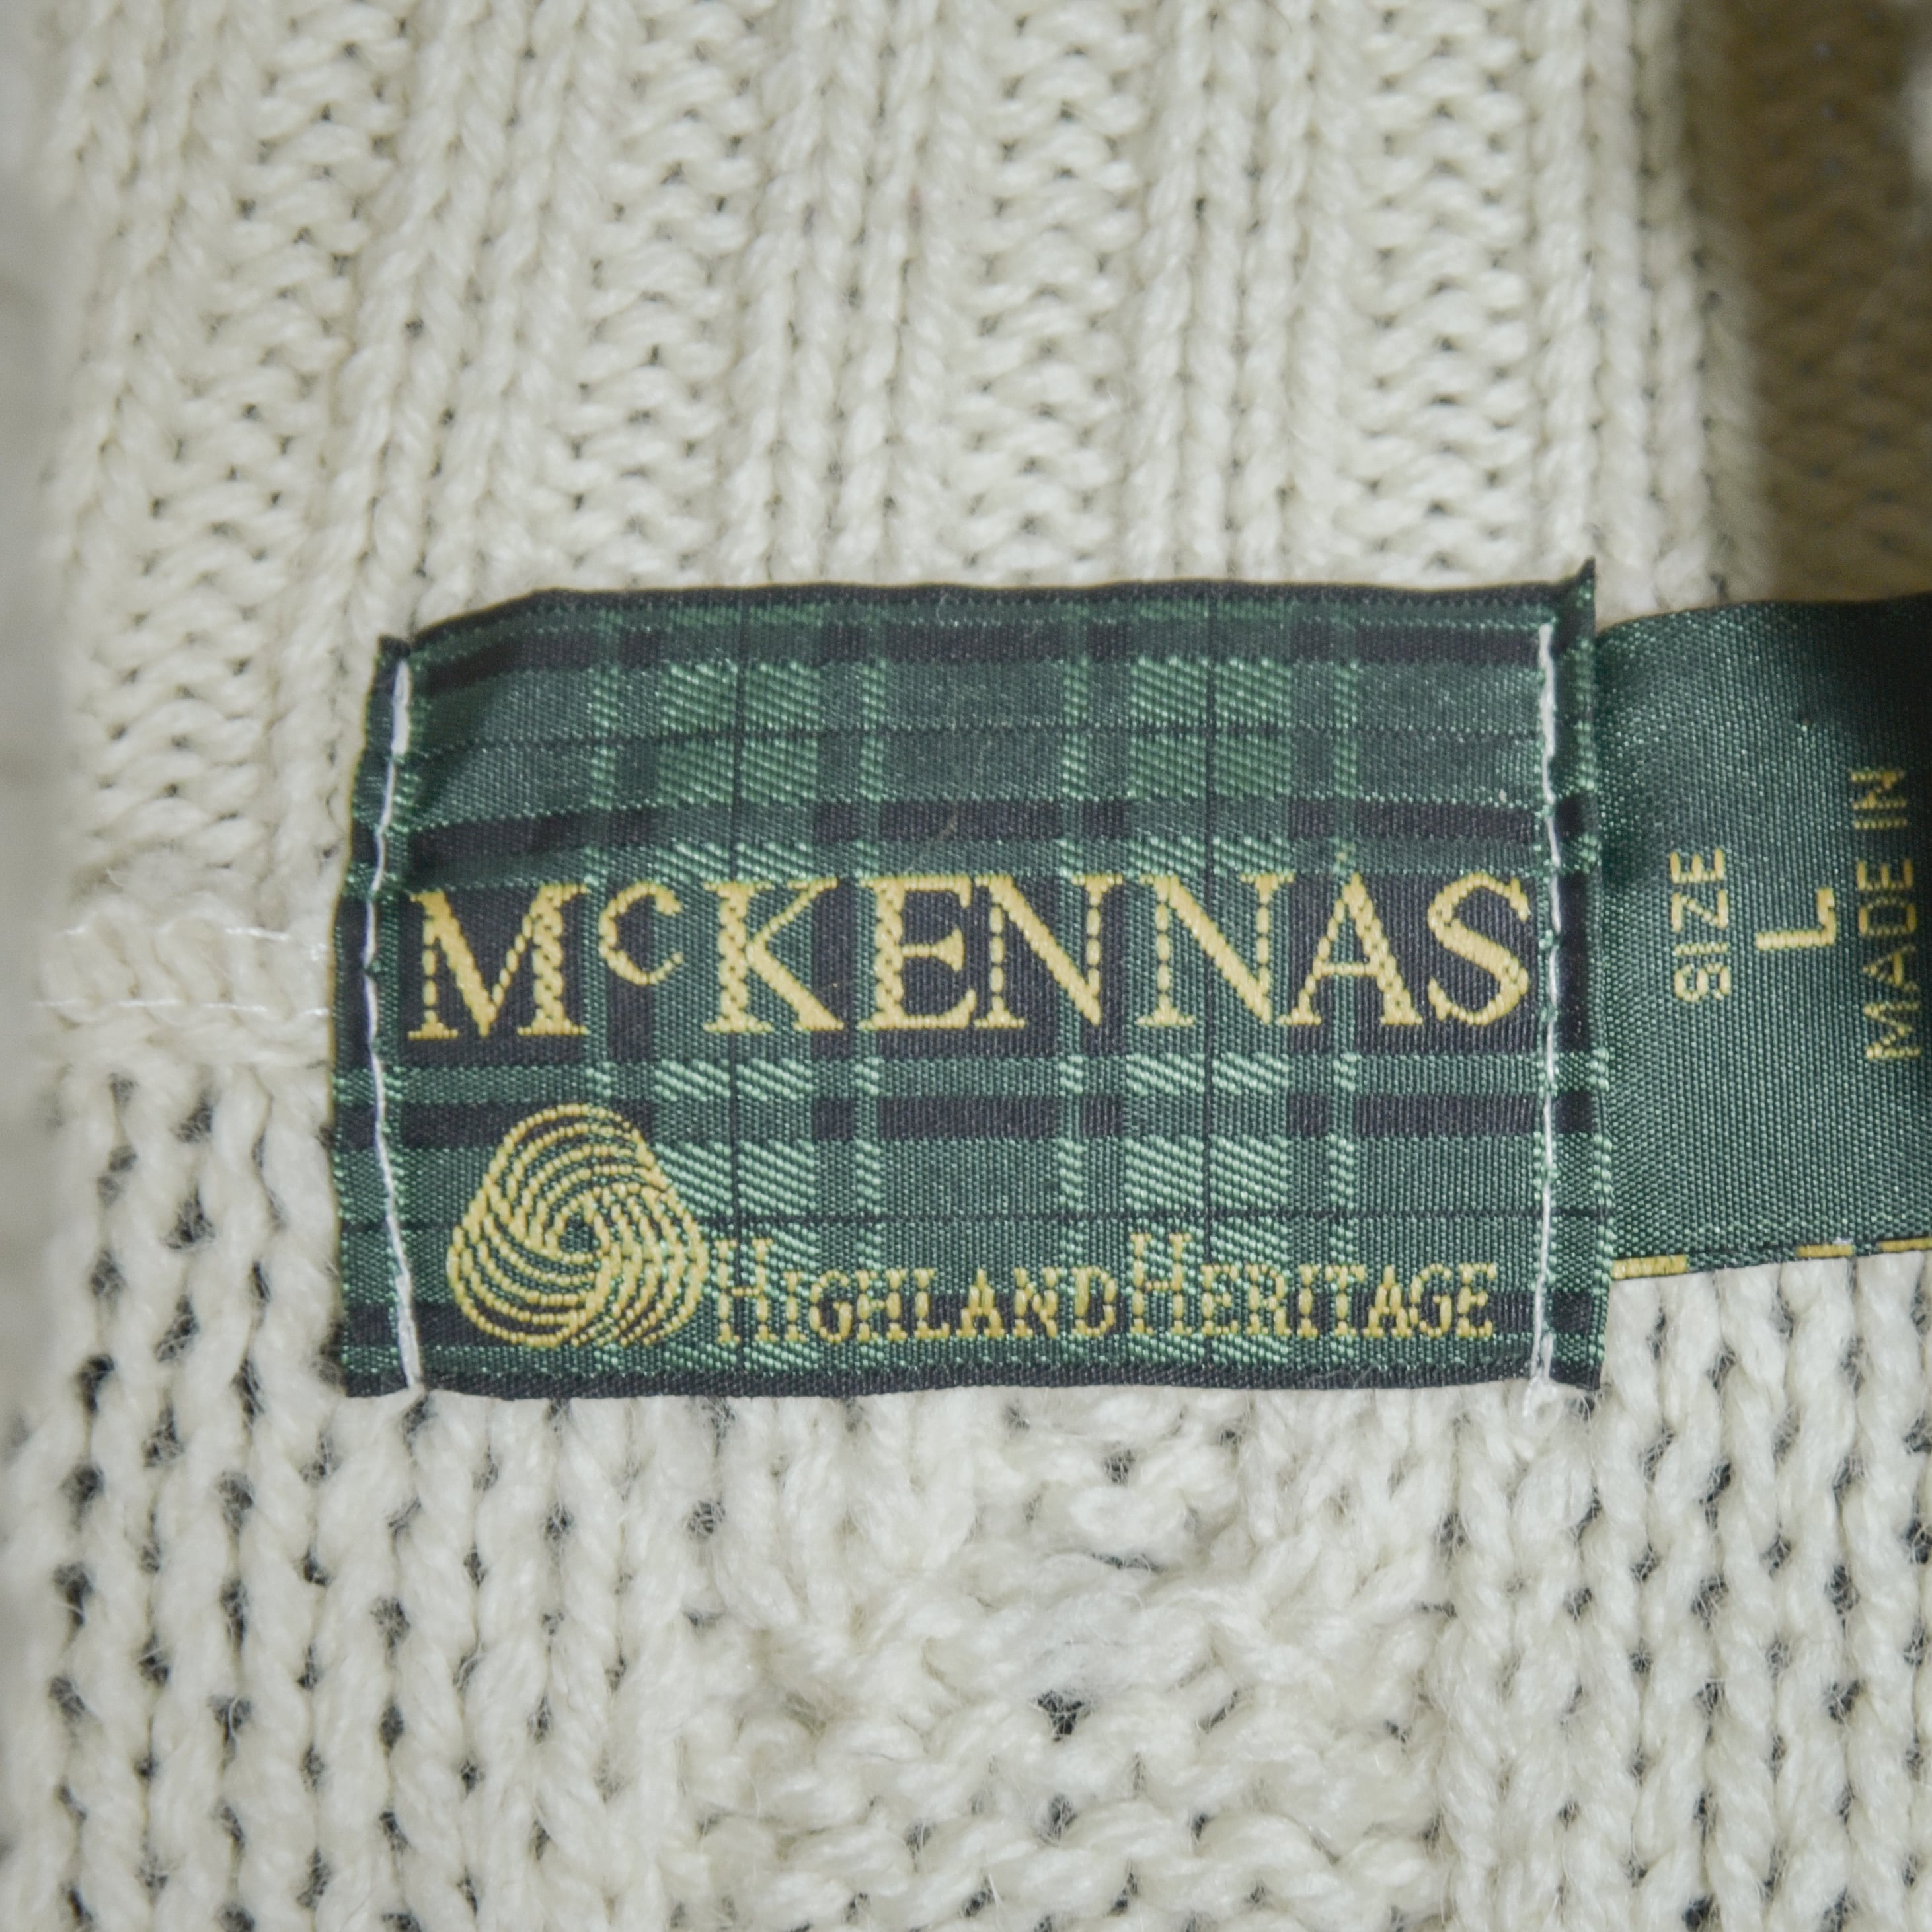 McKENNAS
HIGHLAND HERITAGE
SIZE
L
MADE IN